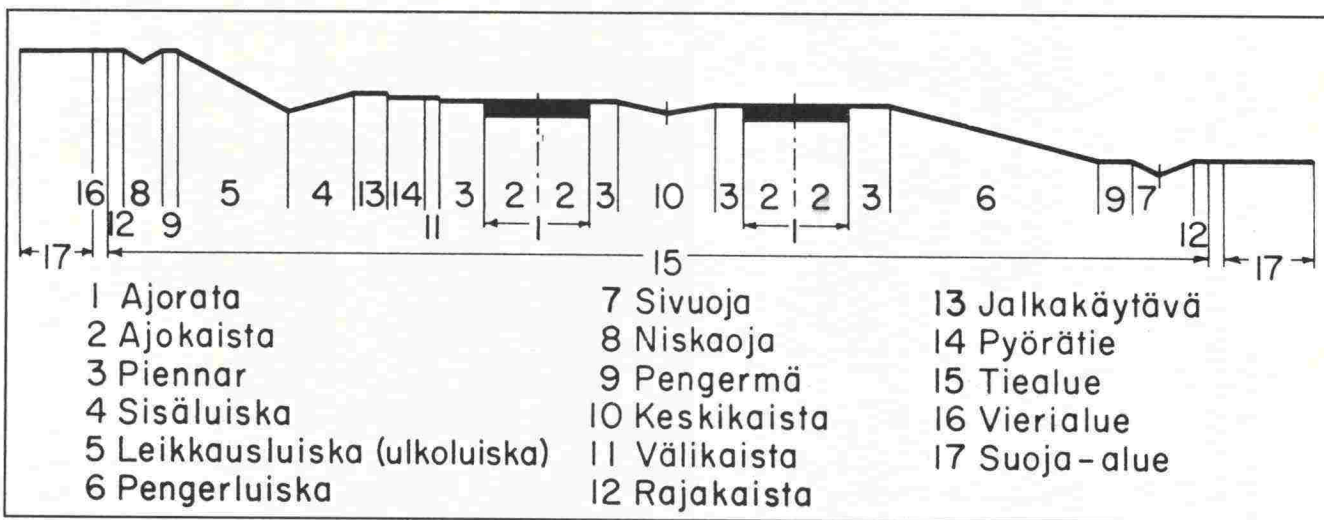 16 8 5 4 13 14 3 2 2 3 10 3 2 2 3 6 9 7
12 9 11 1 1 12
17 15 17
1 Ajorata
2 Ajokaista
3 Piennar
4 Sisäluiska
5 Leikkausluiska (ulkoluiska)
6 Pengerluiska
7 Sivuoja
8 Niskaoja
9 Pengermä
10 Keskikaista
11 Välikaista
12 Rajakaista
13 Jalkakäytävä
14 Pyörätie
15 Tiealue
16 Vierialue
17 Suoja-alue